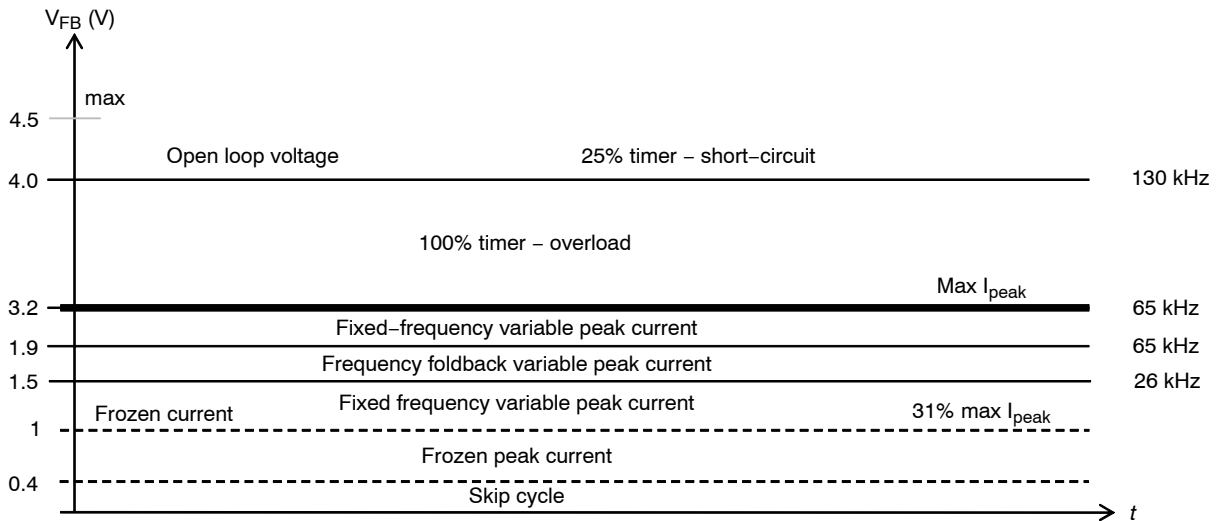 V_FB (V)
max
4.5
Open loop voltage 25% timer − short−circuit
4.0 130 kHz
100% timer − overload
Max I_peak
3.2 65 kHz
Fixed−frequency variable peak current
1.9 65 kHz
Frequency foldback variable peak current
1.5 26 kHz
Fixed frequency variable peak current
Frozen current 31% max I_peak
1
Frozen peak current
0.4
Skip cycle
t